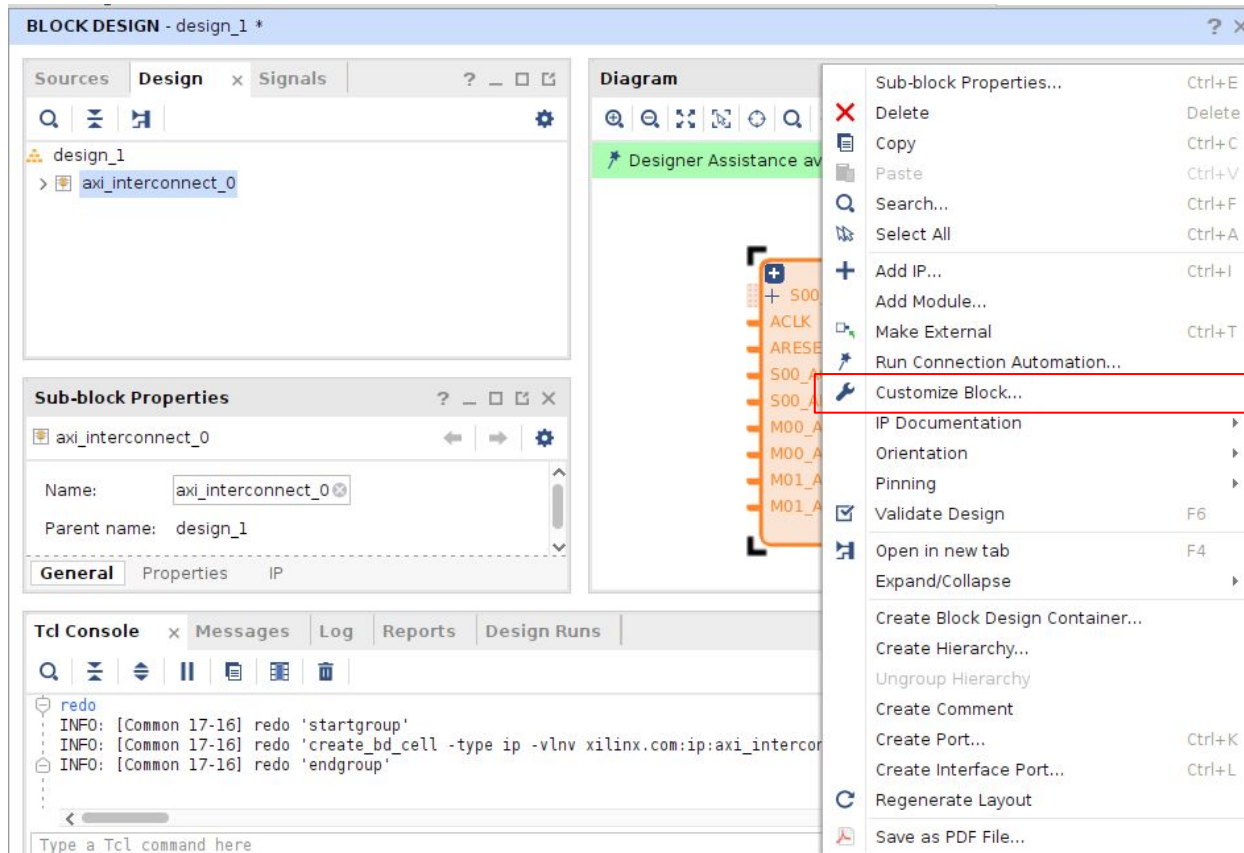 BLOCK DESIGN - design_1 *
Sources Design Signals
design_1
axi_interconnect_0
Sub-block Properties
axi_interconnect_0
Name: axi_interconnect_0
Parent name: design_1
General Properties IP
Diagram
Designer Assistance av
+ S00_
ACLK
ARESE
S00_A
S00_A
M00_A
M00_A
M01_A
M01_A
Sub-block Properties... Ctrl+E
Delete Delete
Copy Ctrl+C
Paste Ctrl+V
Search... Ctrl+F
Select All Ctrl+A
Add IP... Ctrl+I
Add Module...
Make External Ctrl+T
Run Connection Automation...
Customize Block...
IP Documentation
Orientation
Pinning
Validate Design F6
Open in new tab F4
Expand/Collapse
Create Block Design Container...
Create Hierarchy...
Ungroup Hierarchy
Create Comment
Create Port... Ctrl+K
Create Interface Port... Ctrl+L
Regenerate Layout
Save as PDF File...
Tcl Console Messages Log Reports Design Runs
redo
INFO: [Common 17-16] redo 'startgroup'
INFO: [Common 17-16] redo 'create_bd_cell -type ip -vlnv xilinx.com:ip:axi_intercor
INFO: [Common 17-16] redo 'endgroup'
Type a Tcl command here